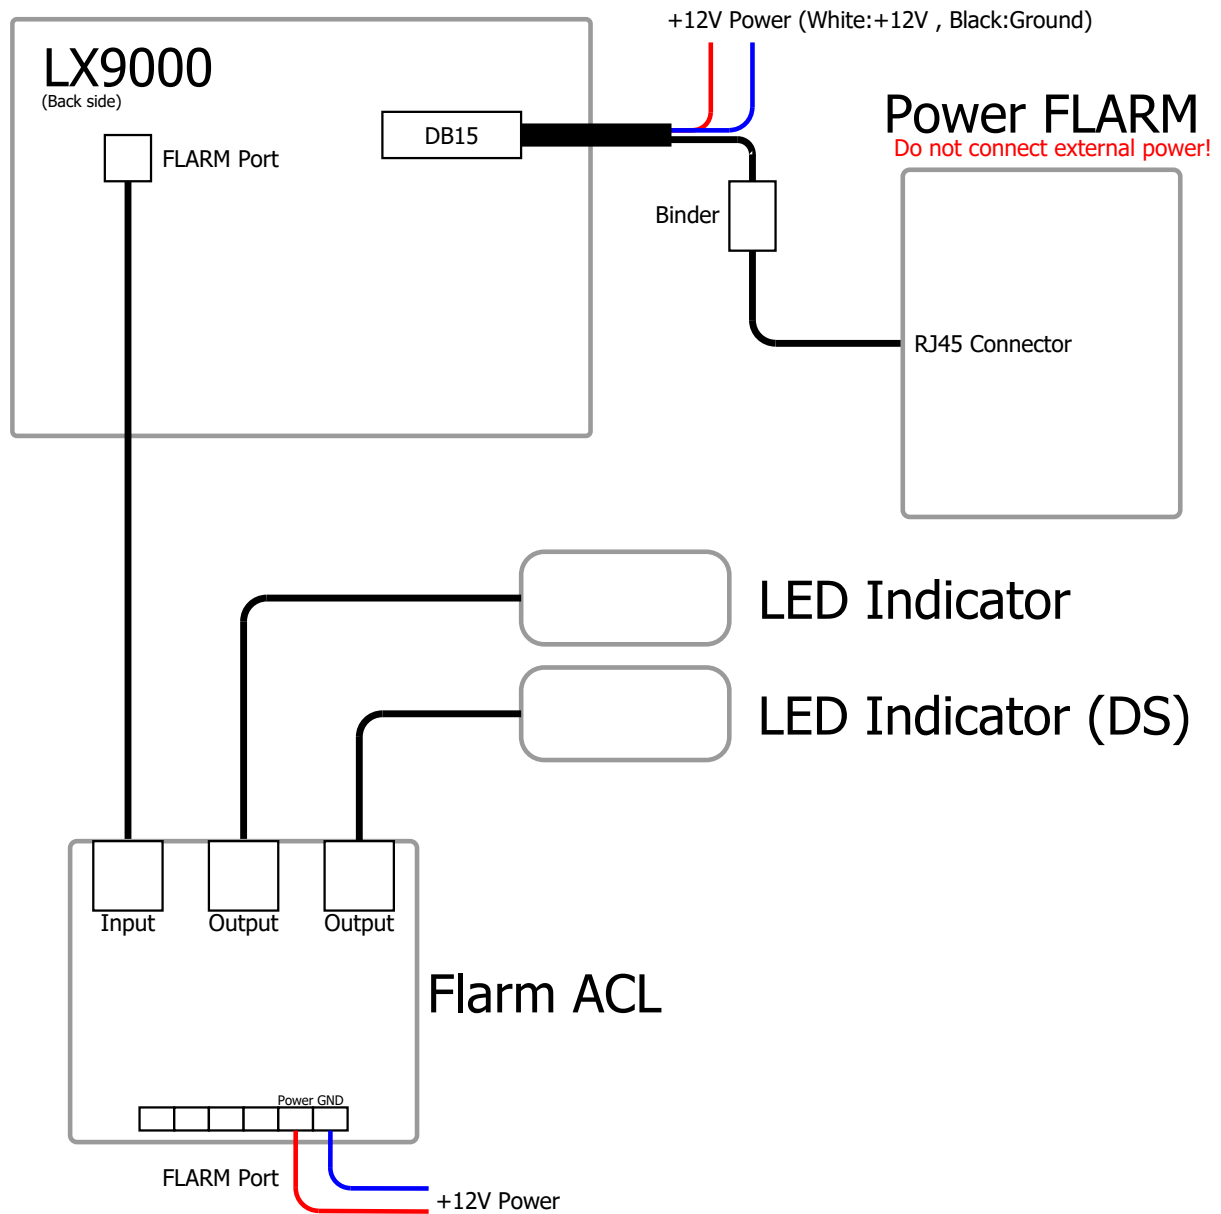 +12V Power (White:+12V , Black:Ground)
LX9000
(Back side)
FLARM Port
DB15
Power FLARM
Do not connect external power!
Binder
RJ45 Connector
LED Indicator
LED Indicator (DS)
Input
Output
Output
Flarm ACL
Power GND
FLARM Port
+12V Power